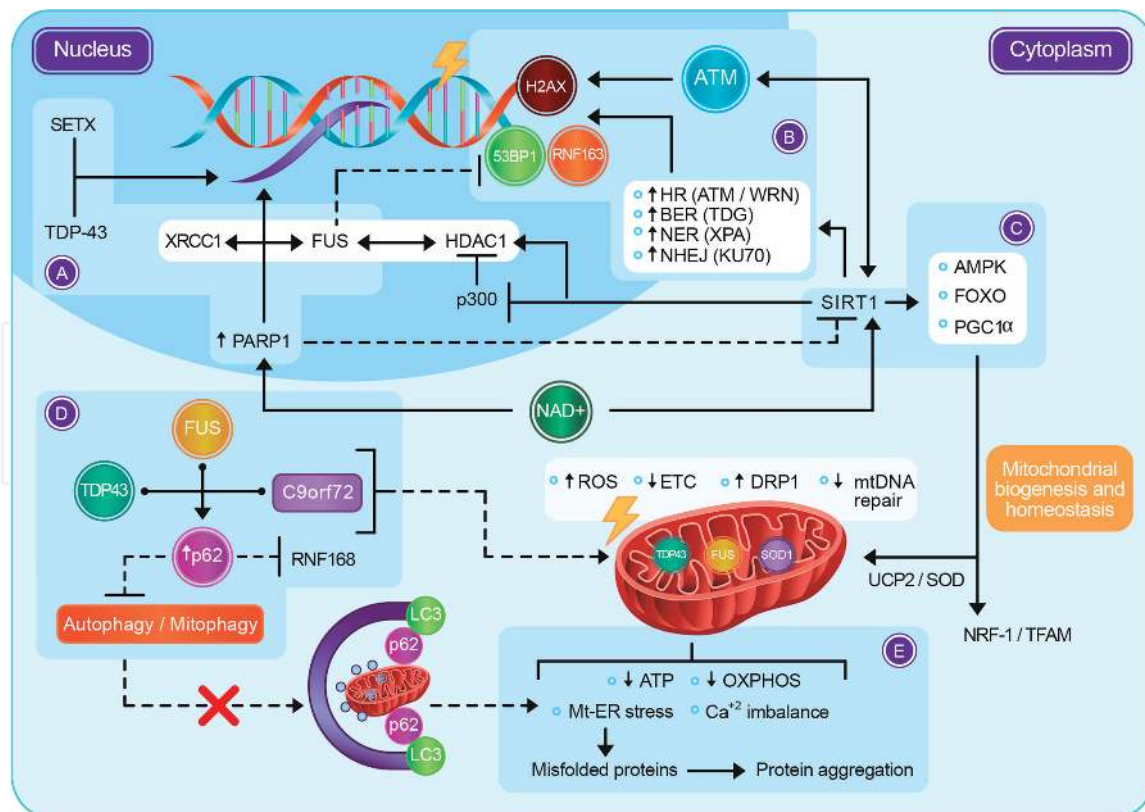 Nucleus
Cytoplasm
SETX
TDP-43
A
H2AX
ATM
53BP1
RNF163
B
↑HR (ATM / WRN)
↑BER (TDG)
↑NER (XPA)
↑NHEJ (KU70)
XRCC1
FUS
HDAC1
p300
↑ PARP1
SIRT1
C
AMPK
FOXO
PGC1α
NAD+
D
FUS
TDP43
C9orf72
↑p62
RNF168
Autophagy / Mitophagy
LC3
p62
p62
LC3
↑ROS
↓ETC
↑ DRP1
↓ mtDNA
repair
TDP43
FUS
SOD1
Mitochondrial
biogenesis and
homeostasis
UCP2 / SOD
NRF-1 / TFAM
E
↓ ATP
↓ OXPHOS
Mt-ER stress
Ca+2 imbalance
Misfolded proteins
Protein aggregation